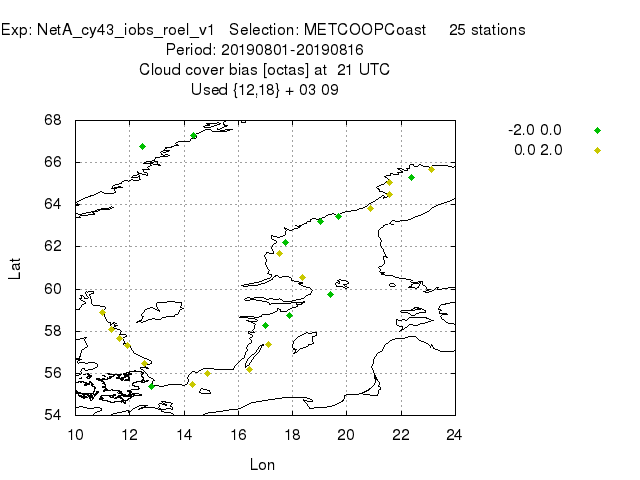 Exp: NetA_cy43_iobs_roel_v1   Selection: METCOOPCoast     25 stations
Period: 20190801-20190816
Cloud cover bias [octas] at  21 UTC
Used {12,18} + 03 09
-2.0 0.0
0.0 2.0
68
66
64
62
60
58
56
54
Lat
10 12 14 16 18 20 22 24
Lon